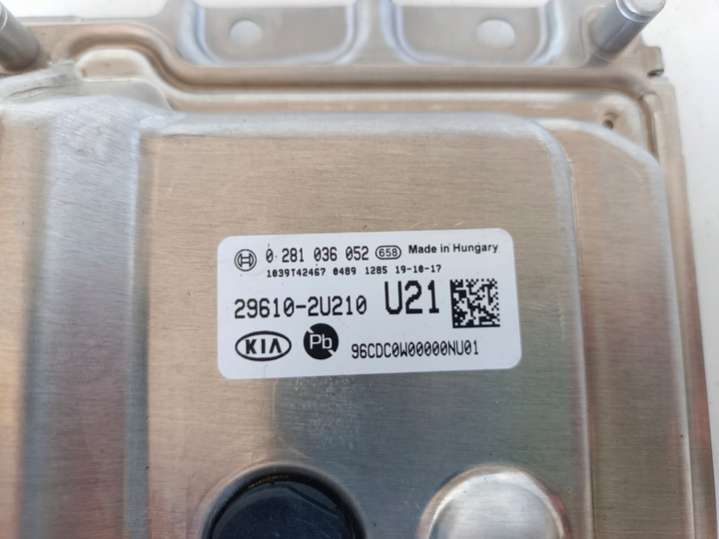 0 281 036 052 658 Made in Hungary
1039T42467 0489 1285 19-10-17
29610-2U210 U21
KIA Pb 96CDC0W00000NU01